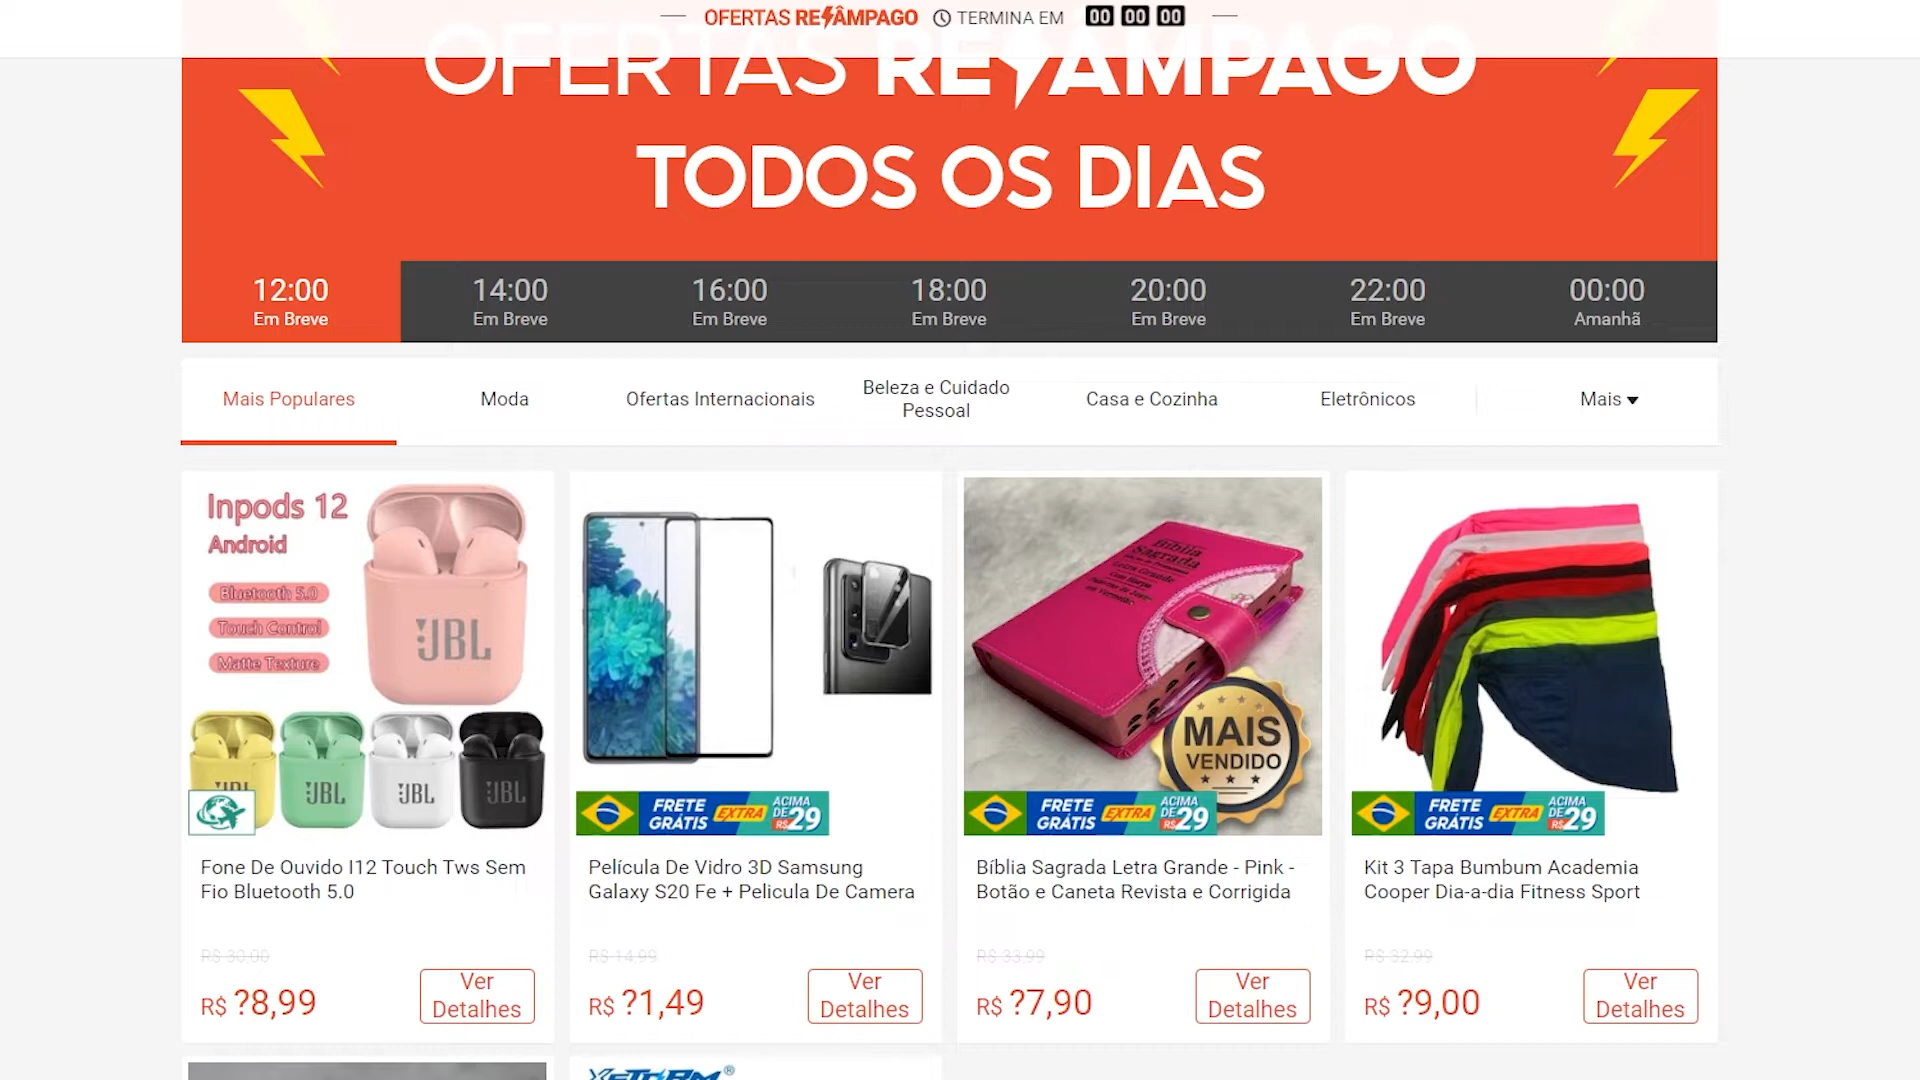 OFERTAS RELÂMPAGO TERMINA EM 00 00 00
OFERTAS RELÂMPAGO
TODOS OS DIAS
12:00 14:00 16:00 18:00 20:00 22:00 00:00
Em Breve Em Breve Em Breve Em Breve Em Breve Em Breve Amanhã
Mais Populares Moda Ofertas Internacionais Beleza e Cuidado Pessoal Casa e Cozinha Eletrônicos Mais
Inpods 12
Android
Bluetooth 5.0
Touch Control
Matte Texture
JBL
JBL JBL JBL JBL
Fone De Ouvido I12 Touch Tws Sem
Fio Bluetooth 5.0
R$ 30,00
R$ ?8,99
Ver
Detalhes
FRETE
GRÁTIS EXTRA ACIMA DE R$29
Película De Vidro 3D Samsung
Galaxy S20 Fe + Pelicula De Camera
R$ 14,99
R$ ?1,49
Ver
Detalhes
Bíblia
Sagrada
Letra Grande
MAIS
VENDIDO
FRETE
GRÁTIS EXTRA ACIMA DE R$29
Bíblia Sagrada Letra Grande - Pink -
Botão e Caneta Revista e Corrigida
R$ 33,99
R$ ?7,90
Ver
Detalhes
FRETE
GRÁTIS EXTRA ACIMA DE R$29
Kit 3 Tapa Bumbum Academia
Cooper Dia-a-dia Fitness Sport
R$ 32,99
R$ ?9,00
Ver
Detalhes